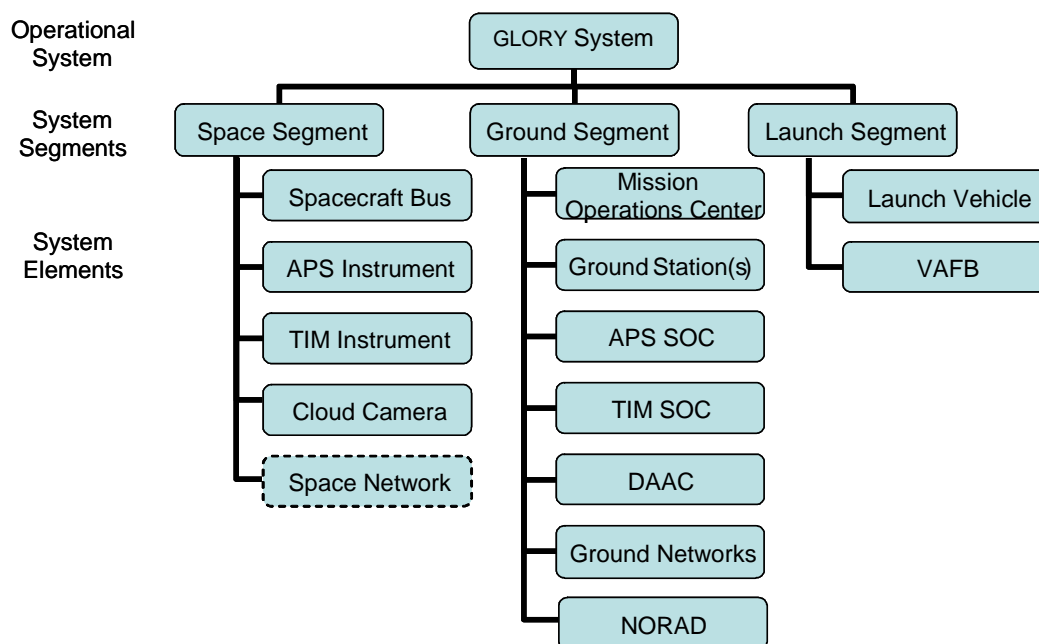 Operational
System
GLORY System
System
Segments
Space Segment
Ground Segment
Launch Segment
System
Elements
Spacecraft Bus
APS Instrument
TIM Instrument
Cloud Camera
Space Network
Mission
Operations Center
Ground Station(s)
APS SOC
TIM SOC
DAAC
Ground Networks
NORAD
Launch Vehicle
VAFB